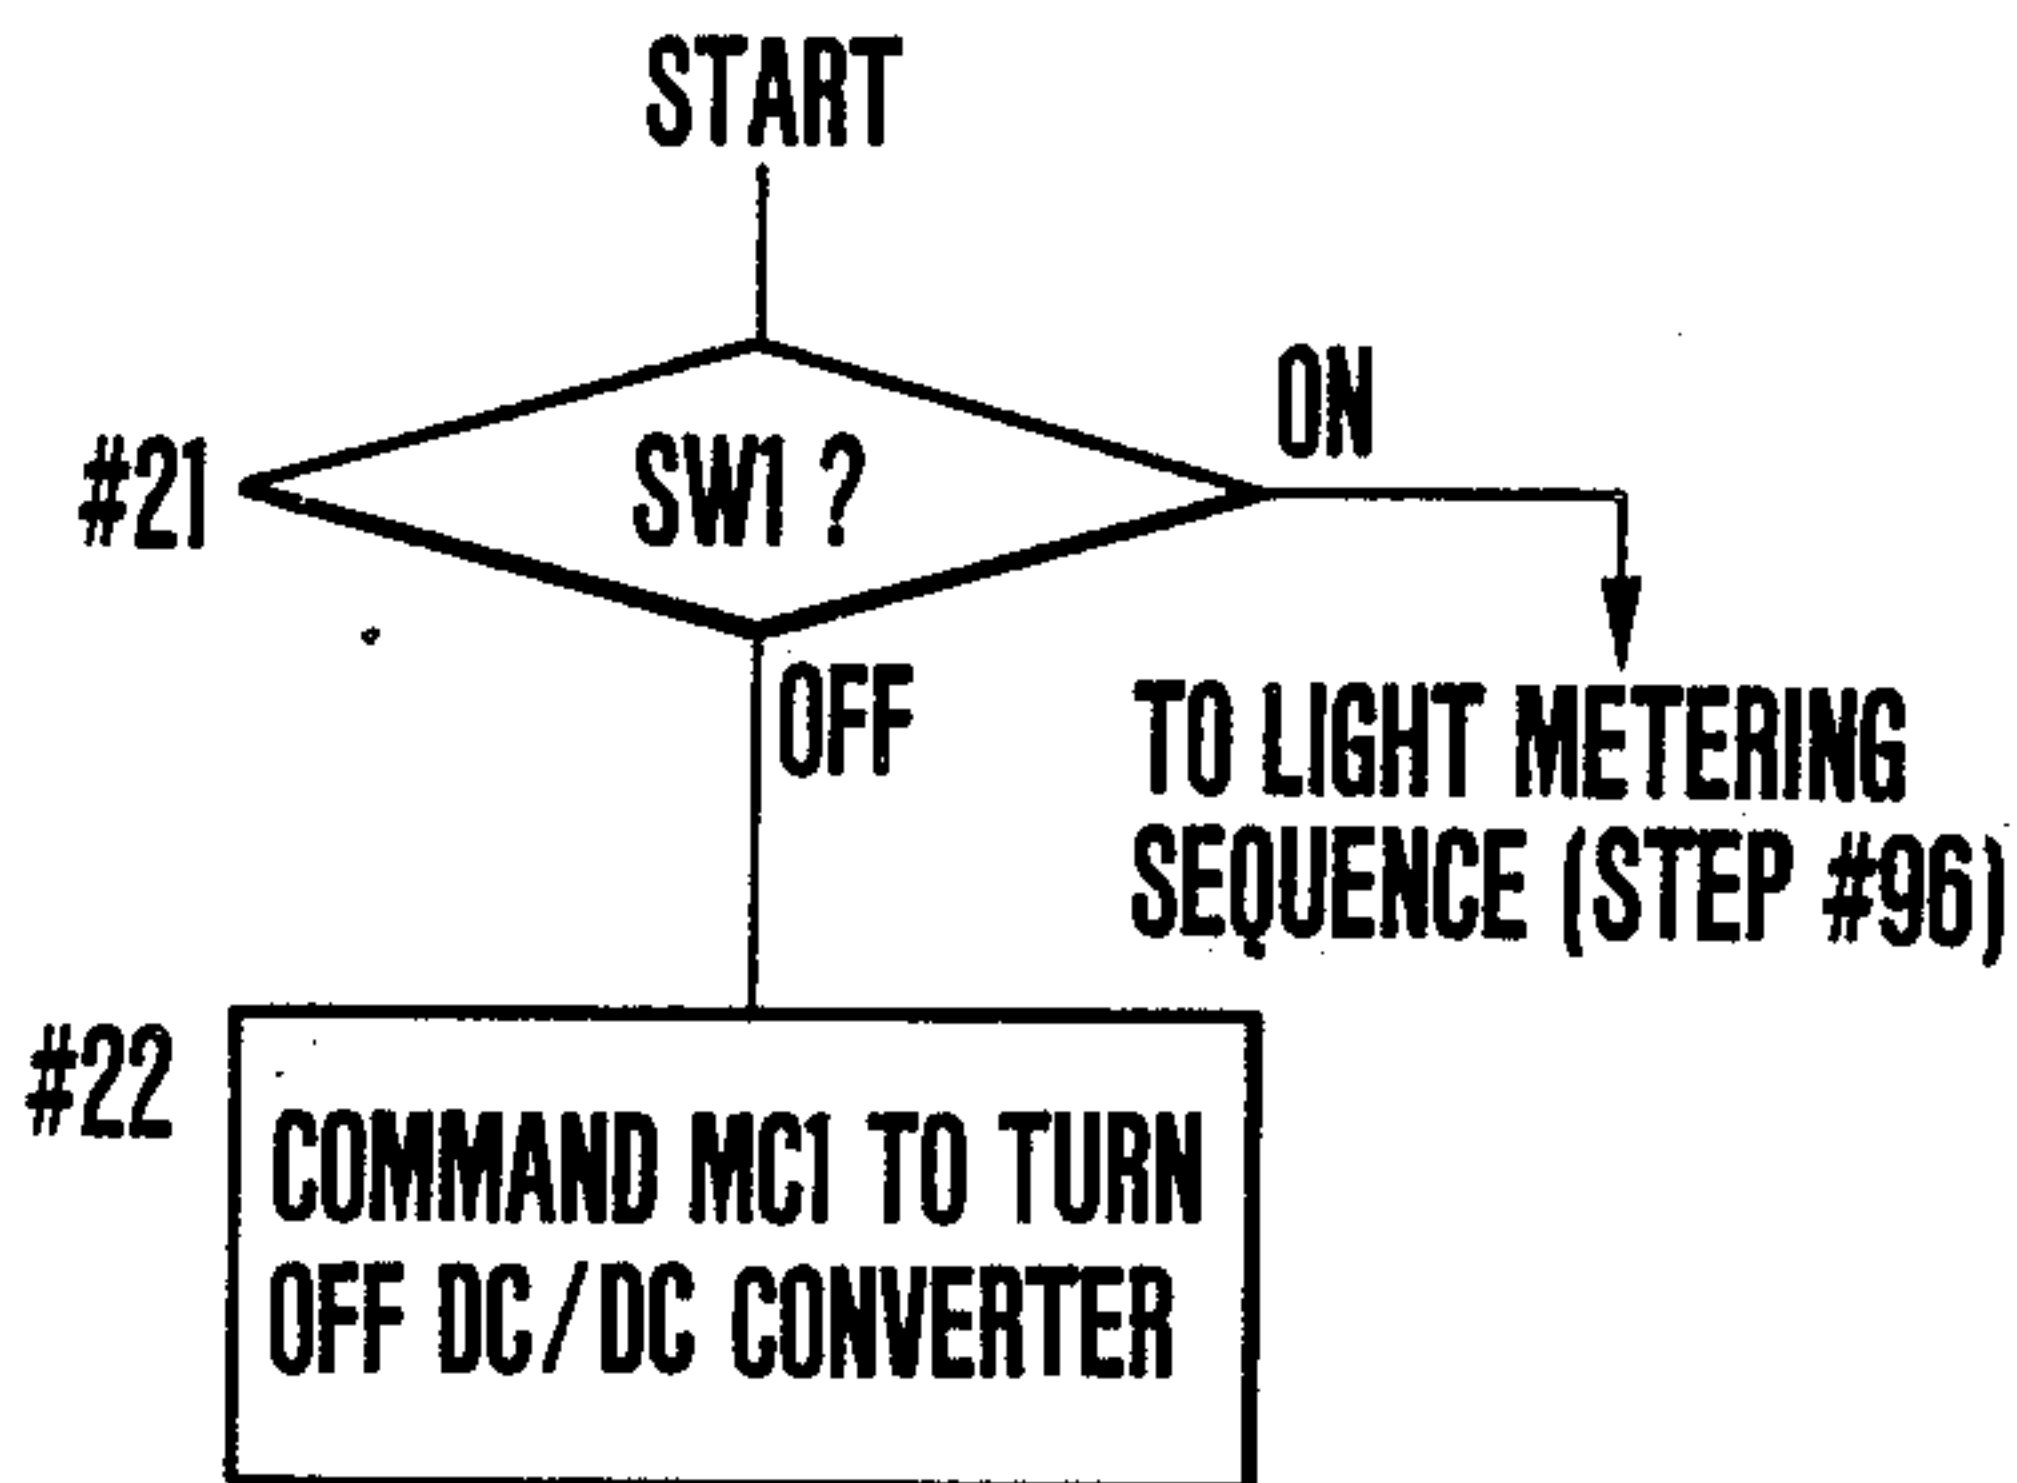 START
ON
#21
SW1 ?
OFF
TO LIGHT METERING
SEQUENCE (STEP #96)
#22
COMMAND MC1 TO TURN
OFF DC/DC CONVERTER